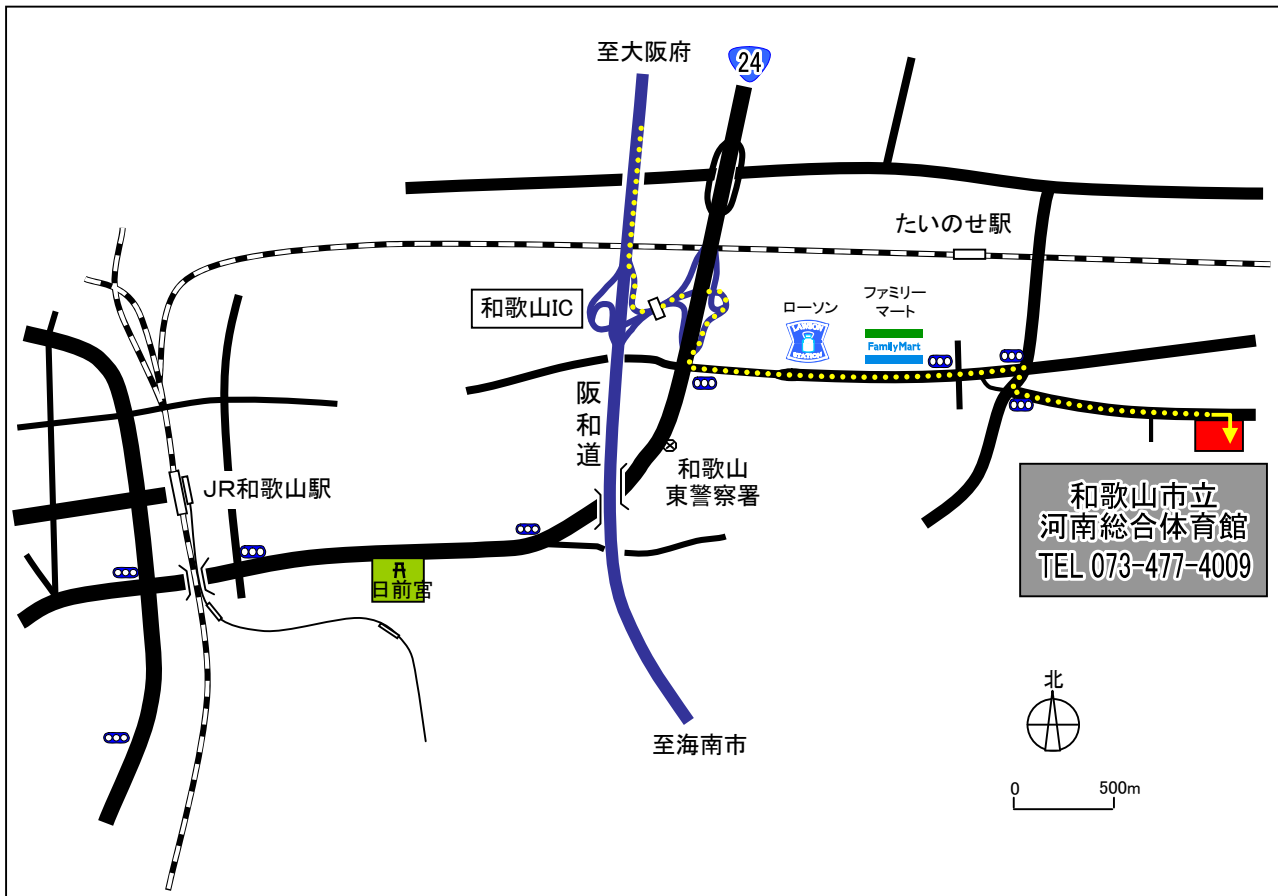 至大阪府
24
たいのせ駅
和歌山IC
ローソン
ファミリー
マート
LAWSON
STATION
FamilyMart
阪和道
和歌山
東警察署
JR和歌山駅
日前宮
和歌山市立
河南総合体育館
TEL 073-477-4009
至海南市
北
0 500m